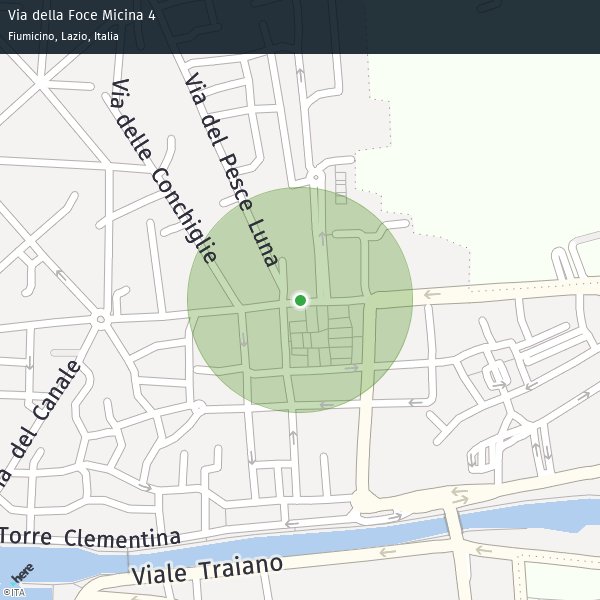 Via della Foce Micina 4
Fiumicino, Lazio, Italia
Via delle Conchiglie
Via del Pesce Luna
del Canale
Torre Clementina
Viale Traiano
here
©ITA